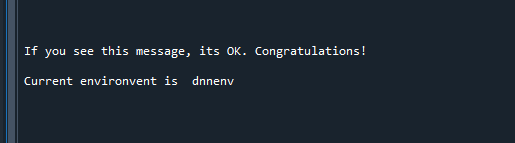 If you see this message, its OK. Congratulations!
Current environvent is  dnnenv